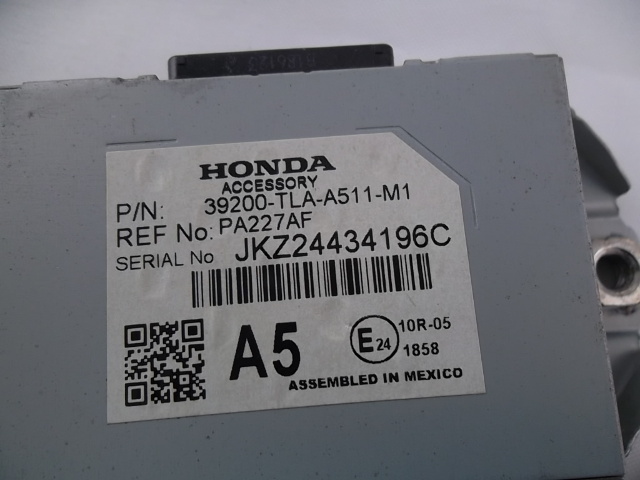 HONDA
ACCESSORY
P/N: 39200-TLA-A511-M1
REF No: PA227AF
SERIAL No JKZ24434196C
A5
E24 10R-05
1858
ASSEMBLED IN MEXICO